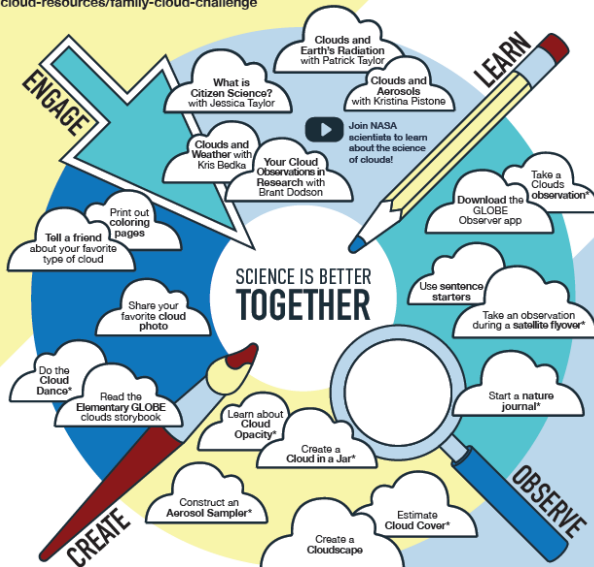 cloud-resources/family-cloud-challenge
ENGAGE
LEARN
Clouds and
Earth's Radiation
with Patrick Taylor
What is
Citizen Science?
with Jessica Taylor
Clouds and
Aerosols
with Kristina Pistone
Join NASA
scientists to learn
about the science
of clouds!
Clouds and
Weather with
Kris Bedka
Your Cloud
Observations in
Research with
Brant Dodson
Take a
Clouds
observation*
Download the
GLOBE
Observer app
Print out
coloring
pages
Tell a friend
about your favorite
type of cloud
SCIENCE IS BETTER
TOGETHER
Use sentence
starters
Take an observation
during a satellite flyover*
Share your
favorite cloud
photo
Do the
Cloud
Dance*
Read the
Elementary GLOBE
clouds storybook
Start a nature
journal*
Learn about
Cloud
Opacity*
Create a
Cloud in a Jar*
Construct an
Aerosol Sampler*
Estimate
Cloud Cover*
Create a
Cloudscape
CREATE
OBSERVE